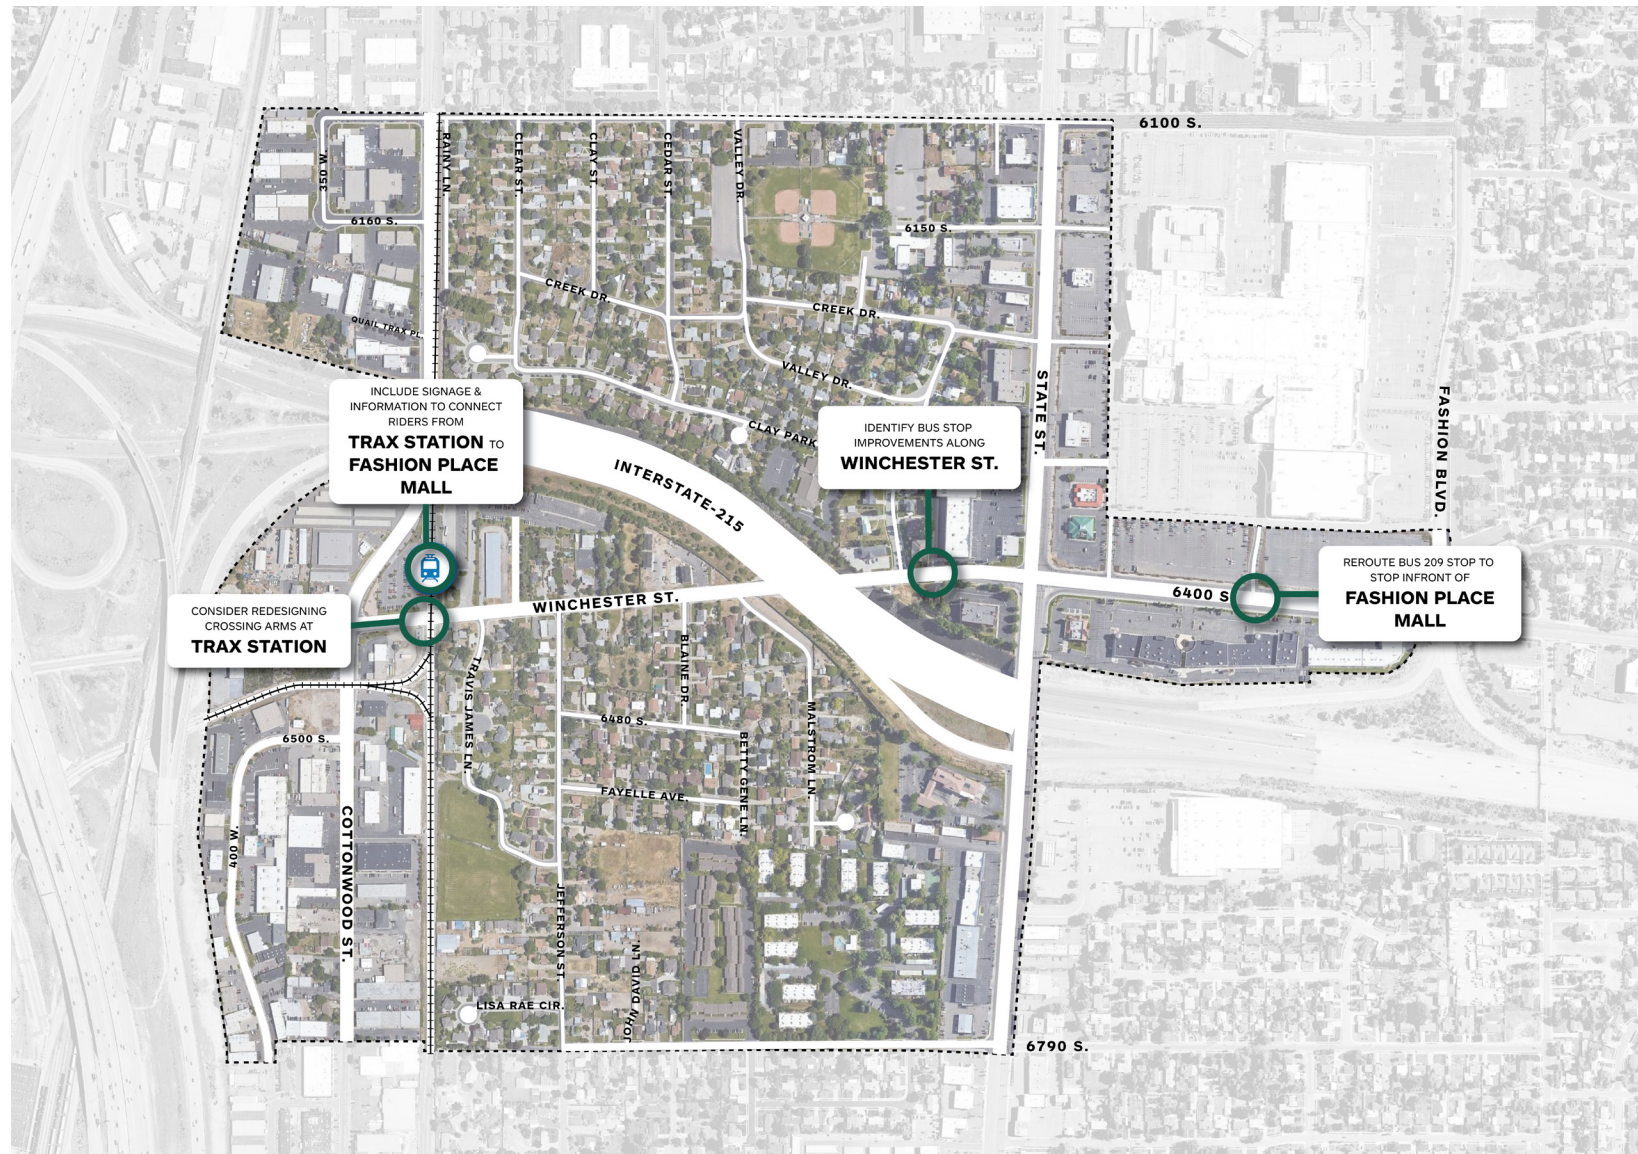 6100 S.
RAINY LN.
CLEAR ST.
CLAY ST.
CEDAR ST.
VALLEY DR.
350 W.
6160 S.
6150 S.
CREEK DR.
CREEK DR.
QUAIL TRAX PL.
VALLEY DR.
STATE ST.
FASHION BLVD.
INCLUDE SIGNAGE &
INFORMATION TO CONNECT
RIDERS FROM
TRAX STATION TO
FASHION PLACE
MALL
CLAY PARK
IDENTIFY BUS STOP
IMPROVEMENTS ALONG
WINCHESTER ST.
INTERSTATE-215
REROUTE BUS 209 STOP TO
STOP INFRONT OF
FASHION PLACE
MALL
6400 S
CONSIDER REDESIGNING
CROSSING ARMS AT
TRAX STATION
WINCHESTER ST.
BLAINE DR.
TRAVIS JAMES LN.
6480 S.
MALSTROM LN.
BETTY GENE LN.
6500 S.
FAYELLE AVE.
400 W.
COTTONWOOD ST.
JEFFERSON ST.
JOHN DAVID LN.
LISA RAE CIR.
6790 S.